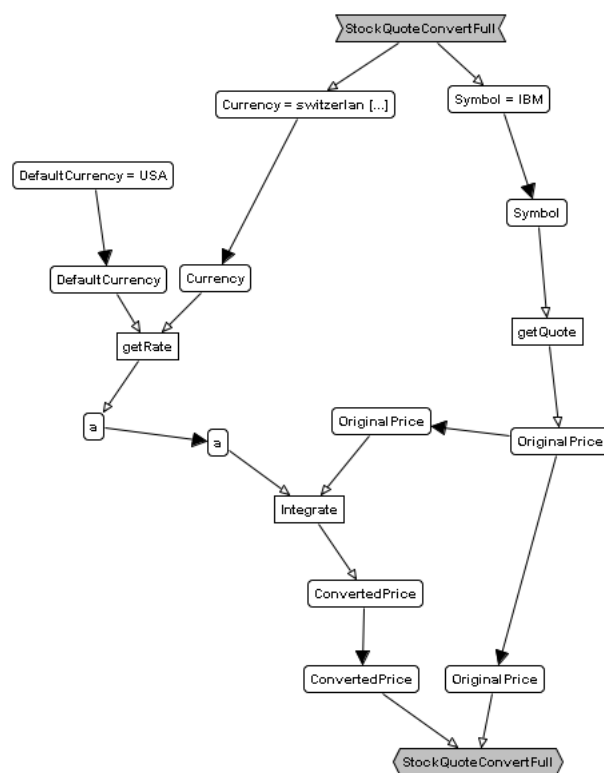 StockQuoteConvertFull
Currency = switzerlan [...]
Symbol = IBM
DefaultCurrency = USA
Symbol
DefaultCurrency
Currency
getRate
getQuote
a
a
OriginalPrice
OriginalPrice
Integrate
ConvertedPrice
ConvertedPrice
OriginalPrice
StockQuoteConvertFull